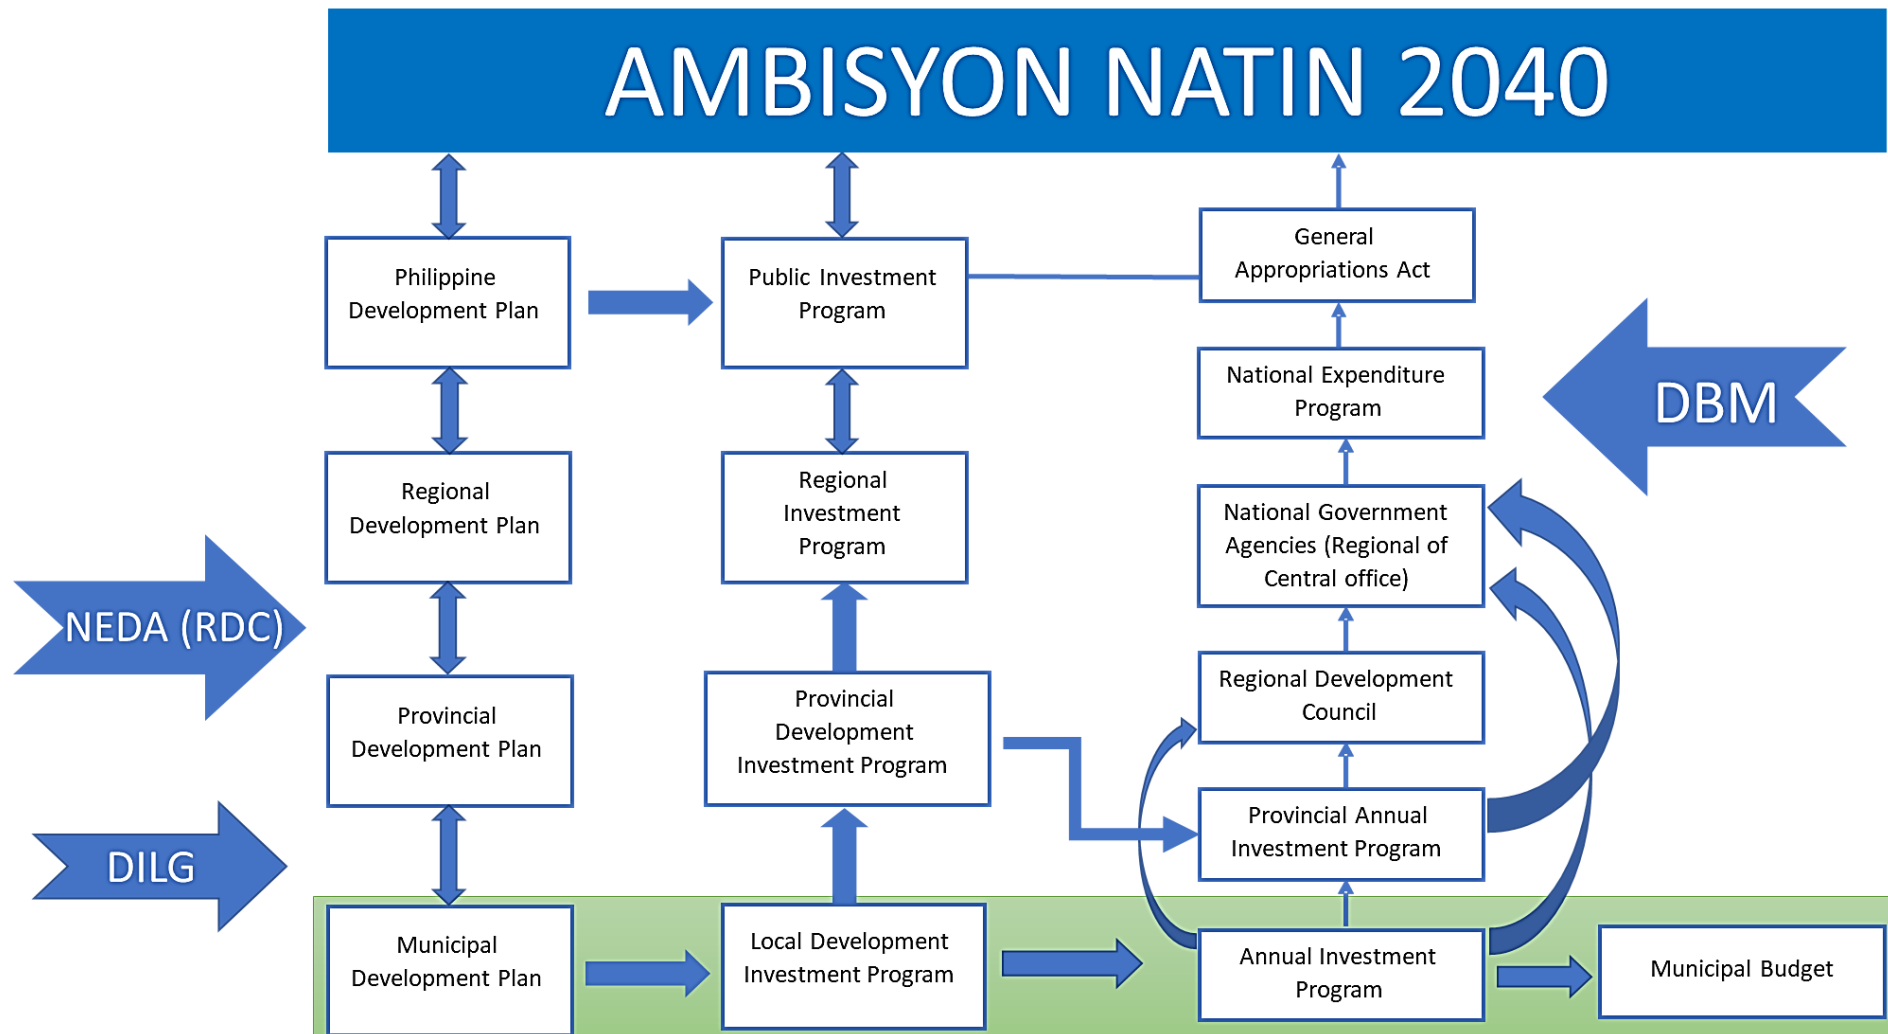 AMBISYON NATIN 2040
Philippine
Development Plan
Public Investment
Program
General
Appropriations Act
National Expenditure
Program
DBM
Regional
Development Plan
Regional
Investment
Program
National Government
Agencies (Regional of
Central office)
NEDA (RDC)
Provincial
Development Plan
Provincial
Development
Investment Program
Regional Development
Council
Provincial Annual
Investment Program
DILG
Municipal
Development Plan
Local Development
Investment Program
Annual Investment
Program
Municipal Budget